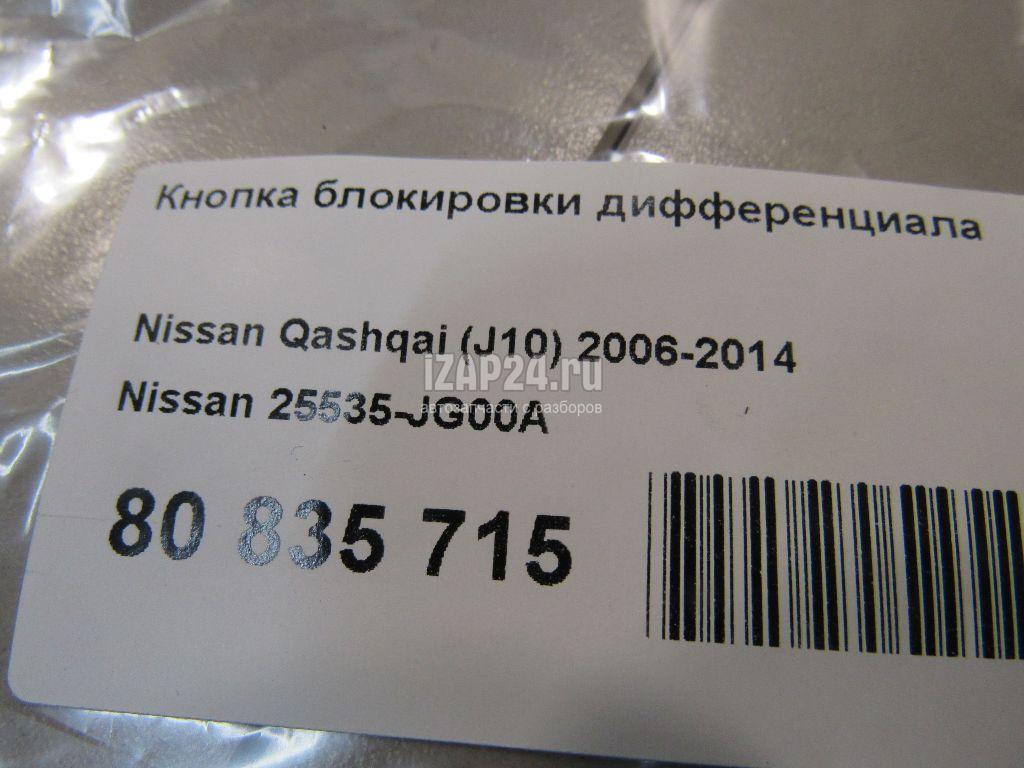 Кнопка блокировки дифференциала
Nissan Qashqai (J10) 2006-2014
iZAP24.ru
Nissan 25535-JG00A
автозапчасти с разборов
80 835 715